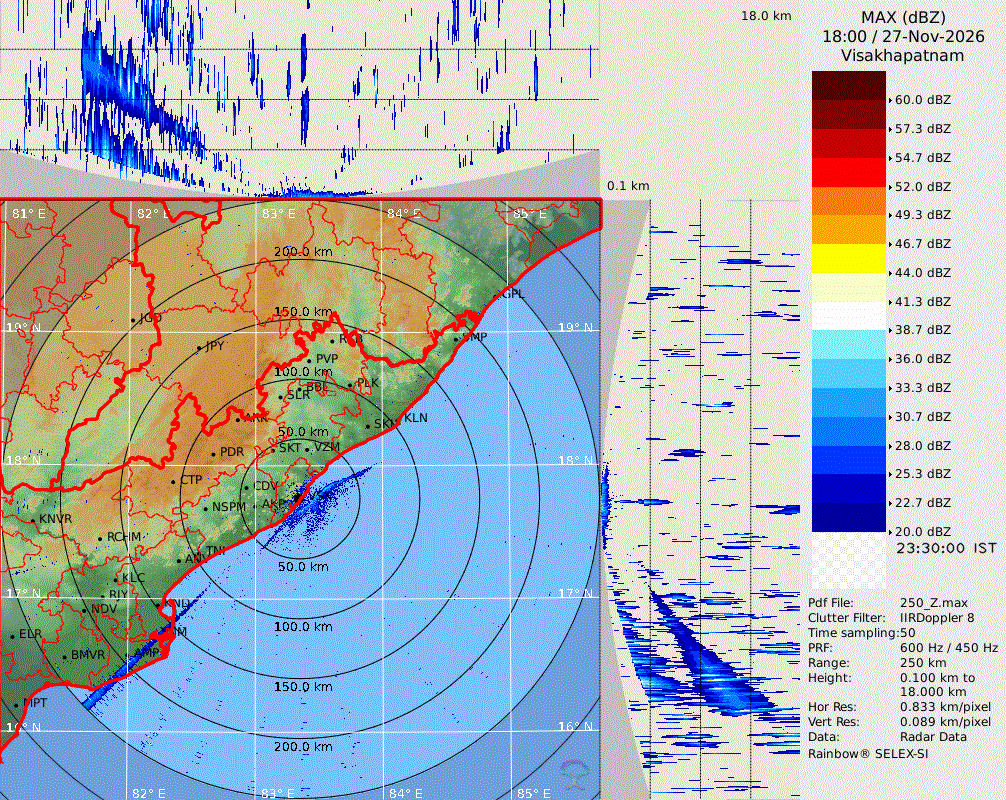 18.0 km
MAX (dBZ)
18:00 / 27-Nov-2026
Visakhapatnam
60.0 dBZ
57.3 dBZ
54.7 dBZ
52.0 dBZ
49.3 dBZ
46.7 dBZ
44.0 dBZ
41.3 dBZ
38.7 dBZ
36.0 dBZ
33.3 dBZ
30.7 dBZ
28.0 dBZ
25.3 dBZ
22.7 dBZ
20.0 dBZ
23:30:00 IST
Pdf File: 250_Z.max
Clutter Filter: IIRDoppler 8
Time sampling:50
PRF: 600 Hz / 450 Hz
Range: 250 km
Height: 0.100 km to
18.000 km
Hor Res: 0.833 km/pixel
Vert Res: 0.089 km/pixel
Data: Radar Data
Rainbow® SELEX-SI
0.1 km
81° E 82° E 83° E 84° E 85° E
200.0 km
GPL
150.0 km
JGD
19° N 19° N
JPY
PVP
100.0 km
PLK
SLR
KLN
50.0 km
SKT VZM
PDR
18° N 18° N
CTP
CDV
NSPM
KNVR
RCHM
TNI
50.0 km
KLC
RJY
17° N 17° N
NDV
100.0 km
ELR
BMVR
AMP
150.0 km
MPT
16° N 16° N
200.0 km
82° E 83° E 84° E 85° E